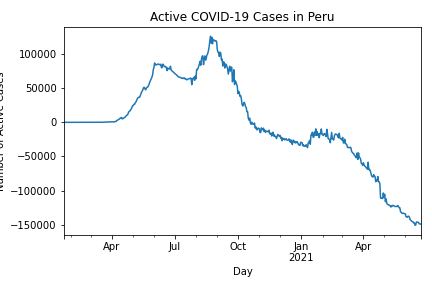 Active COVID-19 Cases in Peru
100000
50000
0
−50000
−100000
−150000
Number of Active Cases
Apr Jul Oct Jan Apr
2021
Day